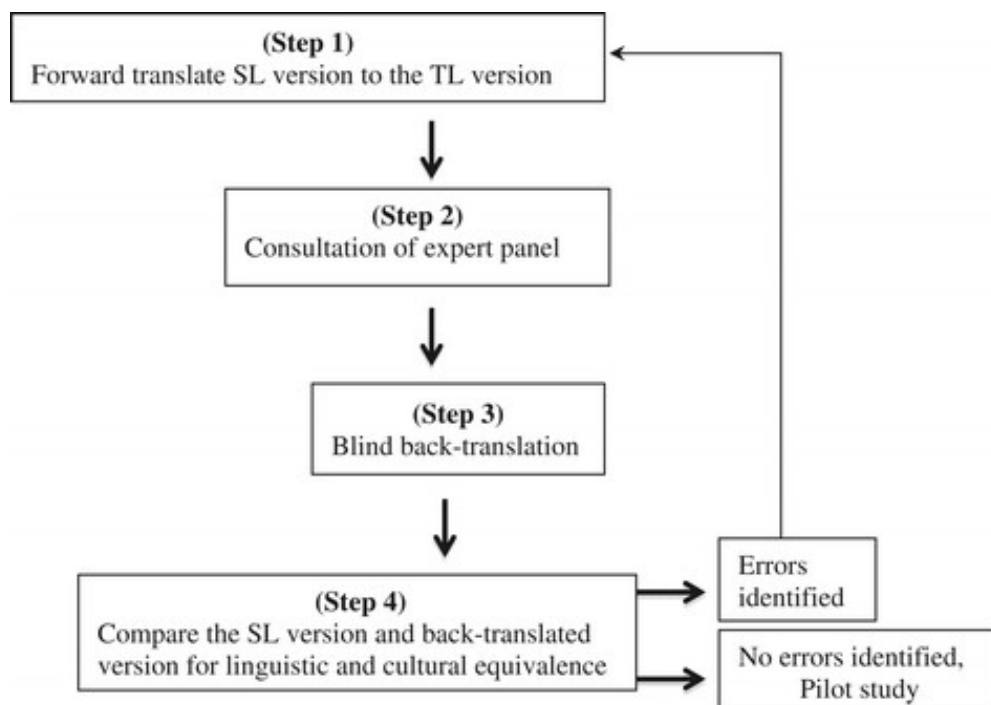 (Step 1)
Forward translate SL version to the TL version
(Step 2)
Consultation of expert panel
(Step 3)
Blind back-translation
(Step 4)
Compare the SL version and back-translated
version for linguistic and cultural equivalence
Errors
identified
No errors identified,
Pilot study